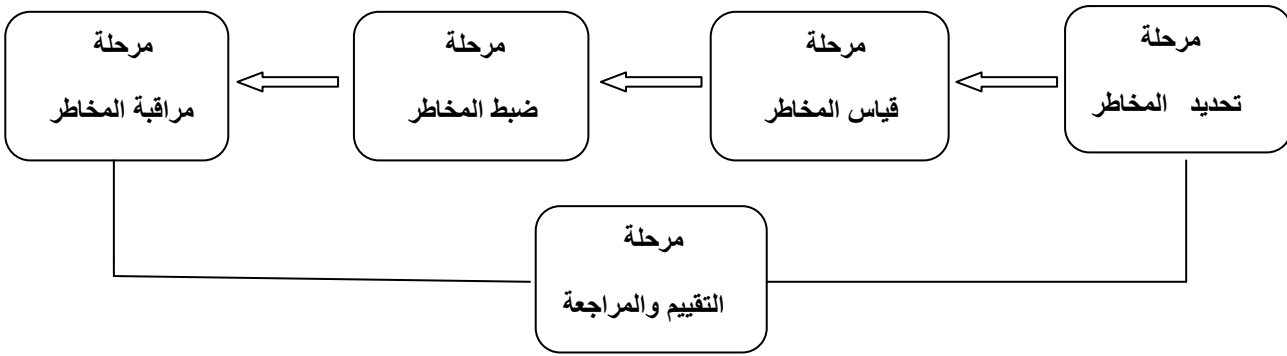 مرحلة
تحديد المخاطر
مرحلة
قياس المخاطر
مرحلة
ضبط المخاطر
مرحلة
مراقبة المخاطر
مرحلة
التقييم والمراجعة